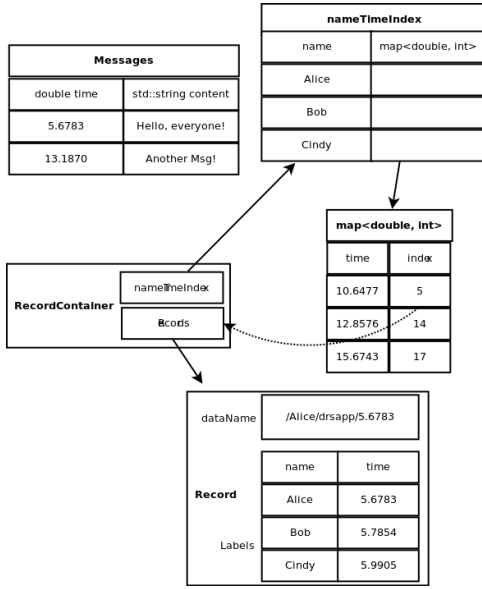 Messages
double time std::string content
5.6783 Hello, everyone!
13.1870 Another Msg!
nameTimeIndex
name map<double, int>
Alice
Bob
Cindy
map<double, int>
time index
10.6477 5
12.8576 14
15.6743 17
RecordContainer
nameTimeIndex
Records
dataName /Alice/drsapp/5.6783
Record
Labels
name time
Alice 5.6783
Bob 5.7854
Cindy 5.9905